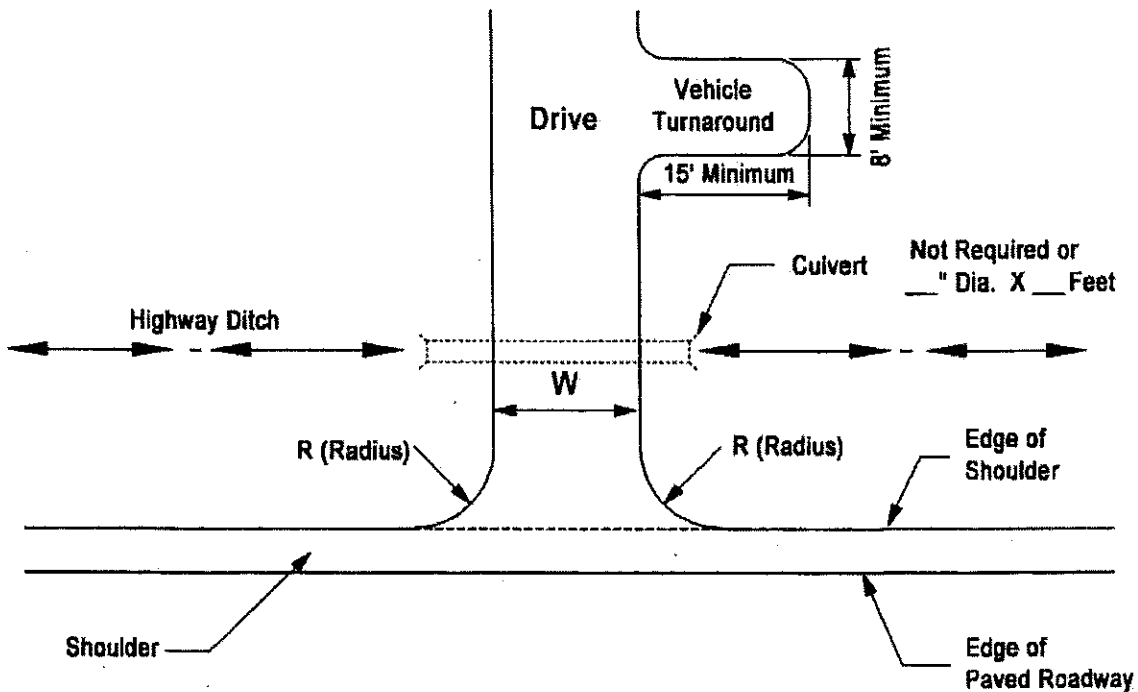 Drive
Vehicle
Turnaround
8' Minimum
15' Minimum
Culvert
Not Required or
__" Dia. X __ Feet
Highway Ditch
W
R (Radius)
R (Radius)
Edge of
Shoulder
Shoulder
Edge of
Paved Roadway